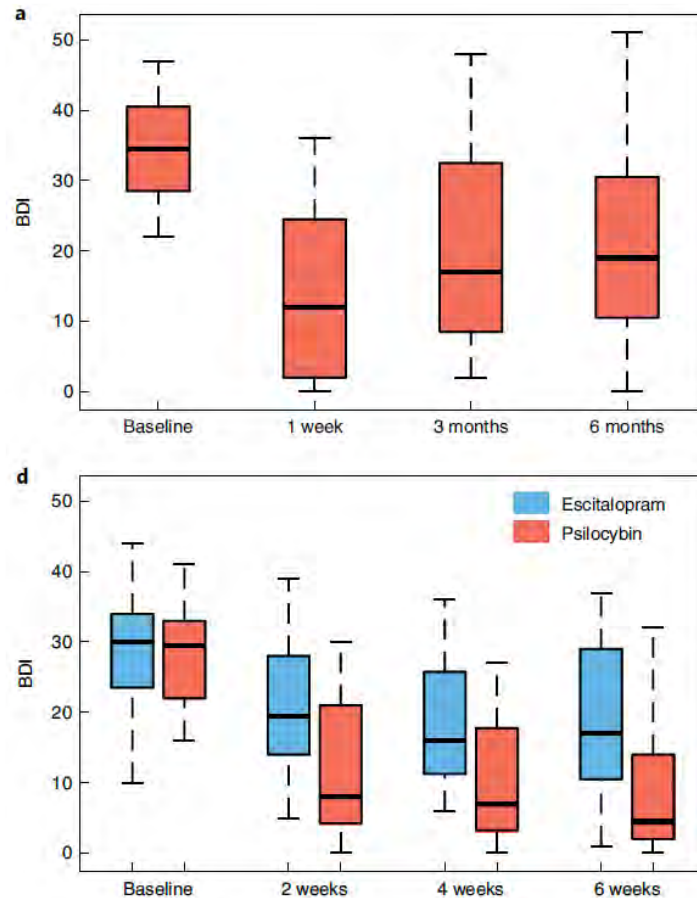 a
50
40
30
20
10
0
BDI
Baseline 1 week 3 months 6 months
d
50
40
30
20
10
0
BDI
Escitalopram
Psilocybin
Baseline 2 weeks 4 weeks 6 weeks